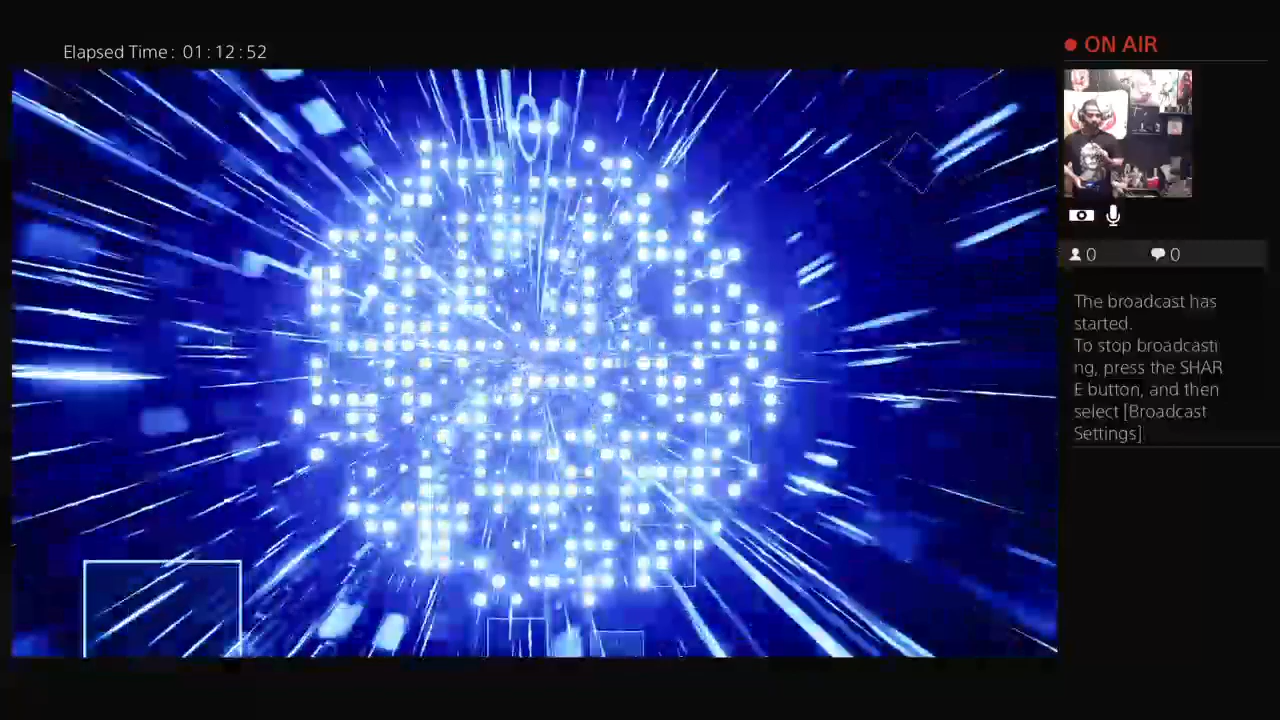 Elapsed Time: 01:12:52
ON AIR
0 0
The broadcast has
started.
To stop broadcasti
ng, press the SHAR
E button, and then
select [Broadcast
Settings]